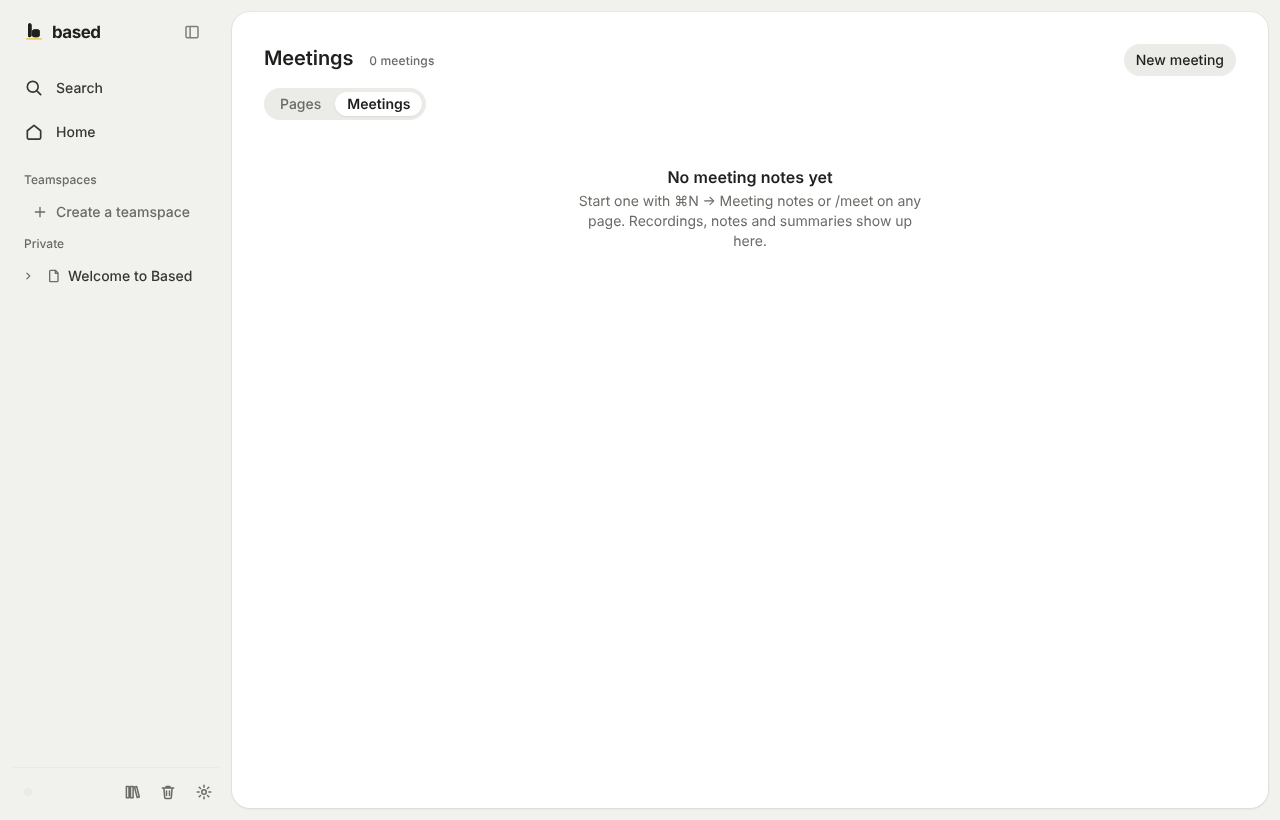 based
Search
Home
Teamspaces
Create a teamspace
Private
Welcome to Based
Meetings
0 meetings
New meeting
Pages
Meetings
No meeting notes yet
Start one with ⌘N → Meeting notes or /meet on any
page. Recordings, notes and summaries show up
here.